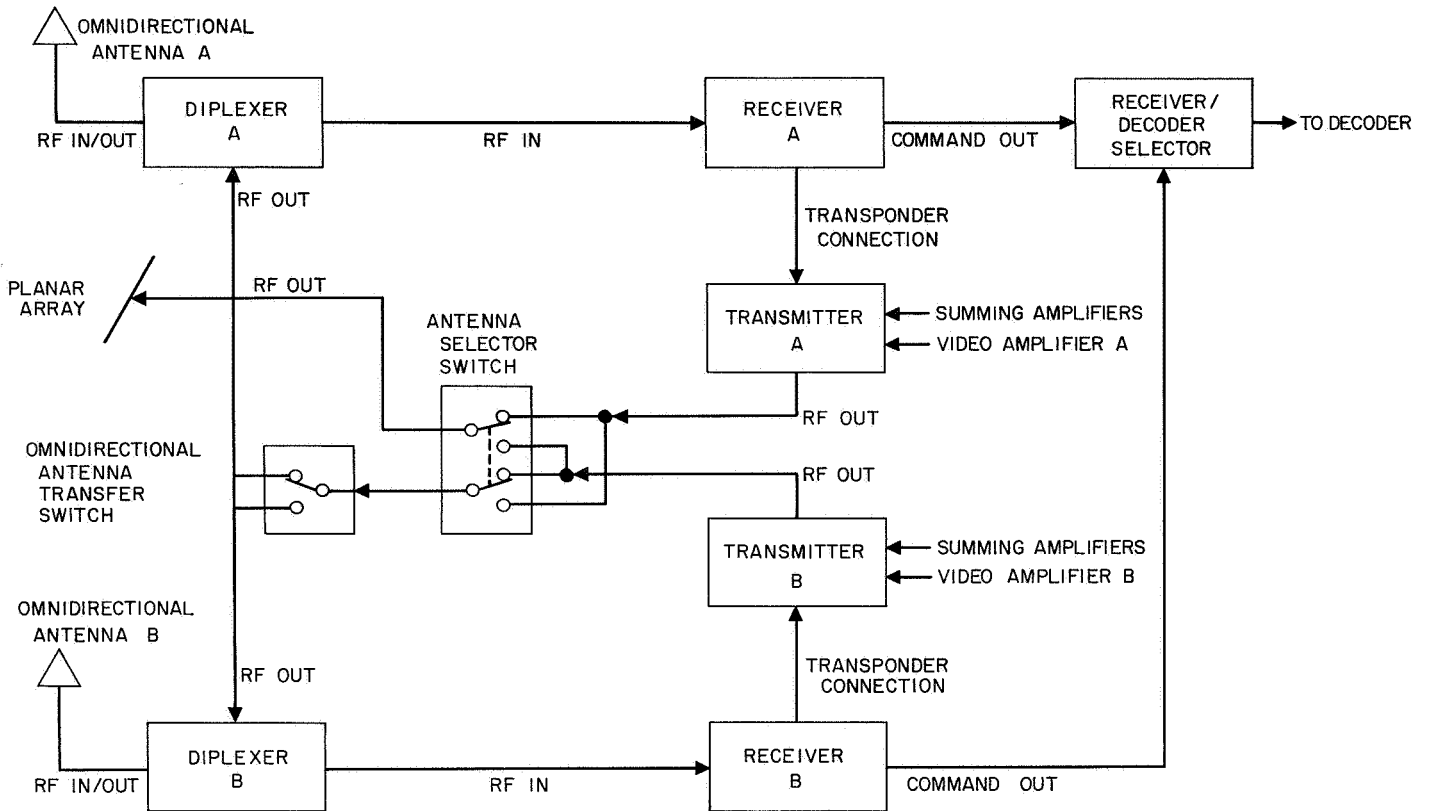 OMNIDIRECTIONAL
ANTENNA A
DIPLEXER
A
RECEIVER
A
RECEIVER/
DECODER
SELECTOR
TO DECODER
RF IN/OUT
RF IN
COMMAND OUT
RF OUT
TRANSPONDER
CONNECTION
PLANAR
ARRAY
RF OUT
ANTENNA
SELECTOR
SWITCH
TRANSMITTER
A
SUMMING AMPLIFIERS
VIDEO AMPLIFIER A
RF OUT
OMNIDIRECTIONAL
ANTENNA
TRANSFER
SWITCH
RF OUT
TRANSMITTER
B
SUMMING AMPLIFIERS
VIDEO AMPLIFIER B
OMNIDIRECTIONAL
ANTENNA B
RF OUT
TRANSPONDER
CONNECTION
DIPLEXER
B
RECEIVER
B
RF IN/OUT
RF IN
COMMAND OUT